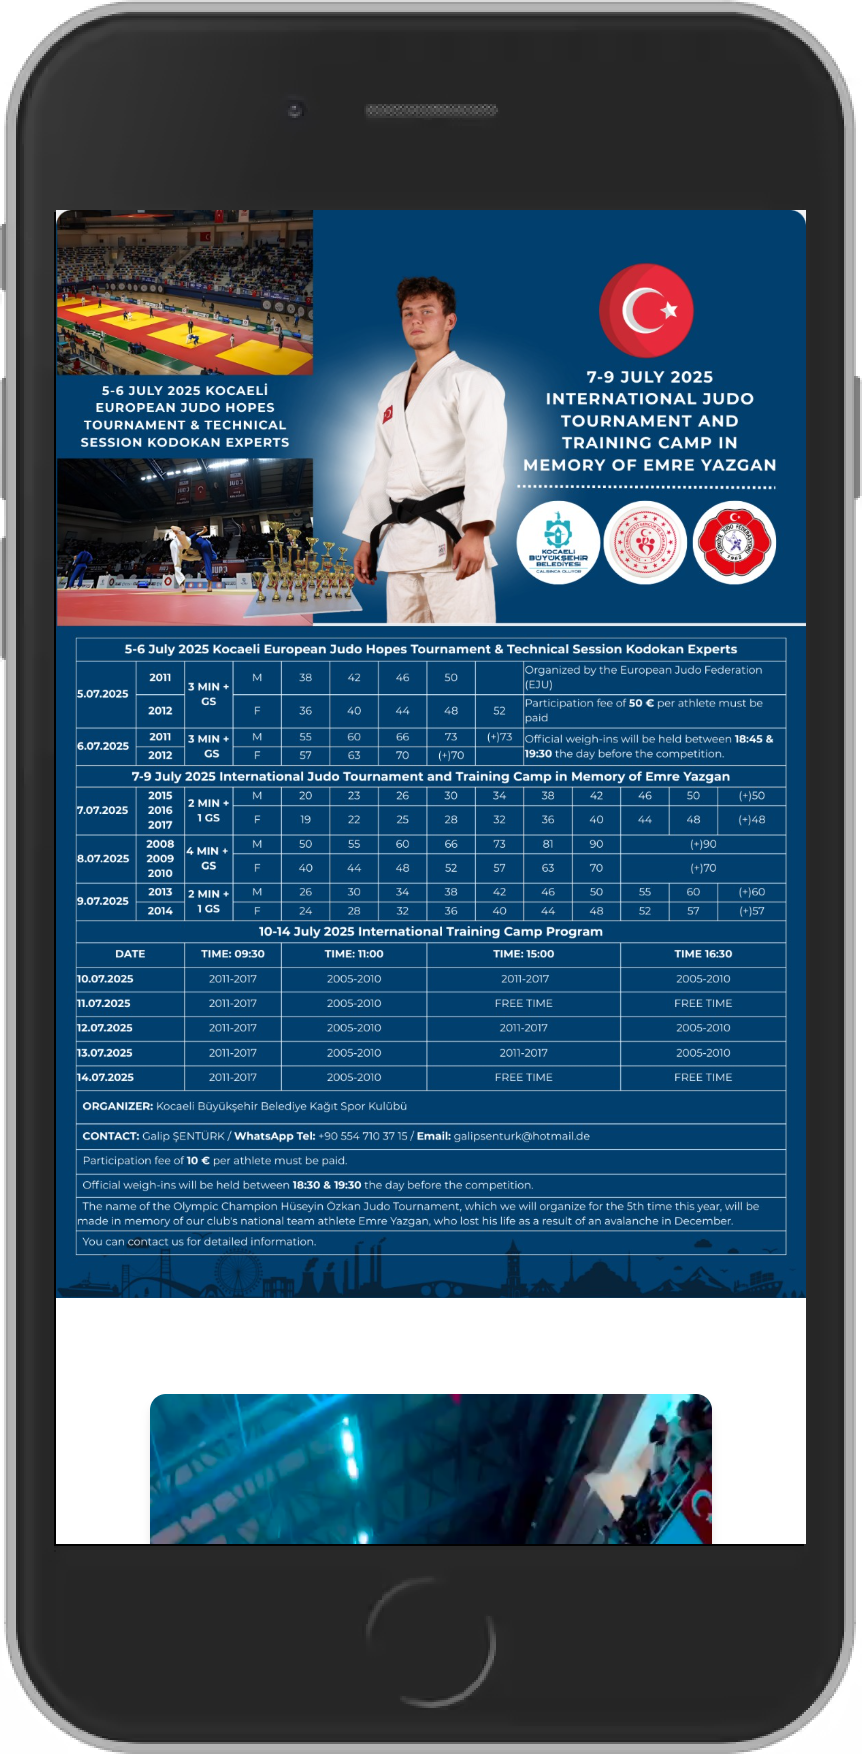 5-6 JULY 2025 KOCAELİ
EUROPEAN JUDO HOPES
TOURNAMENT & TECHNICAL
SESSION KODOKAN EXPERTS
7-9 JULY 2025
INTERNATIONAL JUDO
TOURNAMENT AND
TRAINING CAMP IN
MEMORY OF EMRE YAZGAN
KOCAELİ
BÜYÜKŞEHİR
BELEDİYESİ
5-6 July 2025 Kocaeli European Judo Hopes Tournament & Technical Session Kodokan Experts
5.07.2025 2011 3 MIN + GS M 38 42 46 50 Organized by the European Judo Federation (EJU)
2012 F 36 40 44 48 52 Participation fee of 50 € per athlete must be paid
6.07.2025 2011 3 MIN + GS M 55 60 66 73 (+)73 Official weigh-ins will be held between 18:45 &
2012 F 57 63 70 (+)70 19:30 the day before the competition.
7-9 July 2025 International Judo Tournament and Training Camp in Memory of Emre Yazgan
7.07.2025 2015 2016 2017 2 MIN + 1 GS M 20 23 26 30 34 38 42 46 50 (+)50
F 19 22 25 28 32 36 40 44 48 (+)48
8.07.2025 2008 2009 2010 4 MIN + GS M 50 55 60 66 73 81 90 (+)90
F 40 44 48 52 57 63 70 (+)70
9.07.2025 2013 2 MIN + 1 GS M 26 30 34 38 42 46 50 55 60 (+)60
2014 F 24 28 32 36 40 44 48 52 57 (+)57
10-14 July 2025 International Training Camp Program
DATE TIME: 09:30 TIME: 11:00 TIME: 15:00 TIME 16:30
10.07.2025 2011-2017 2005-2010 2011-2017 2005-2010
11.07.2025 2011-2017 2005-2010 FREE TIME FREE TIME
12.07.2025 2011-2017 2005-2010 2011-2017 2005-2010
13.07.2025 2011-2017 2005-2010 2011-2017 2005-2010
14.07.2025 2011-2017 2005-2010 FREE TIME FREE TIME
ORGANIZER: Kocaeli Büyükşehir Belediye Kağıt Spor Kulübü
CONTACT: Galip ŞENTÜRK / WhatsApp Tel: +90 554 710 37 15 / Email: galipsenturk@hotmail.de
Participation fee of 10 € per athlete must be paid.
Official weigh-ins will be held between 18:30 & 19:30 the day before the competition.
The name of the Olympic Champion Hüseyin Özkan Judo Tournament, which we will organize for the 5th time this year, will be
made in memory of our club's national team athlete Emre Yazgan, who lost his life as a result of an avalanche in December.
You can contact us for detailed information.